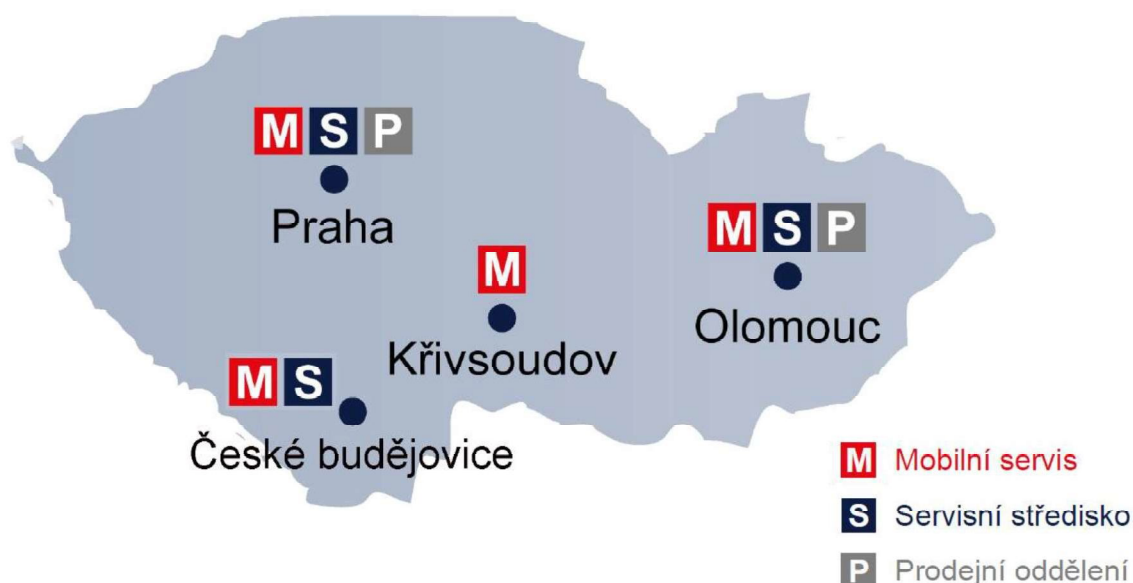 M S P
Praha
M S P
Olomouc
M
Křivsoudov
M S
České budějovice
M Mobilní servis
S Servisní středisko
P Prodejní oddělení